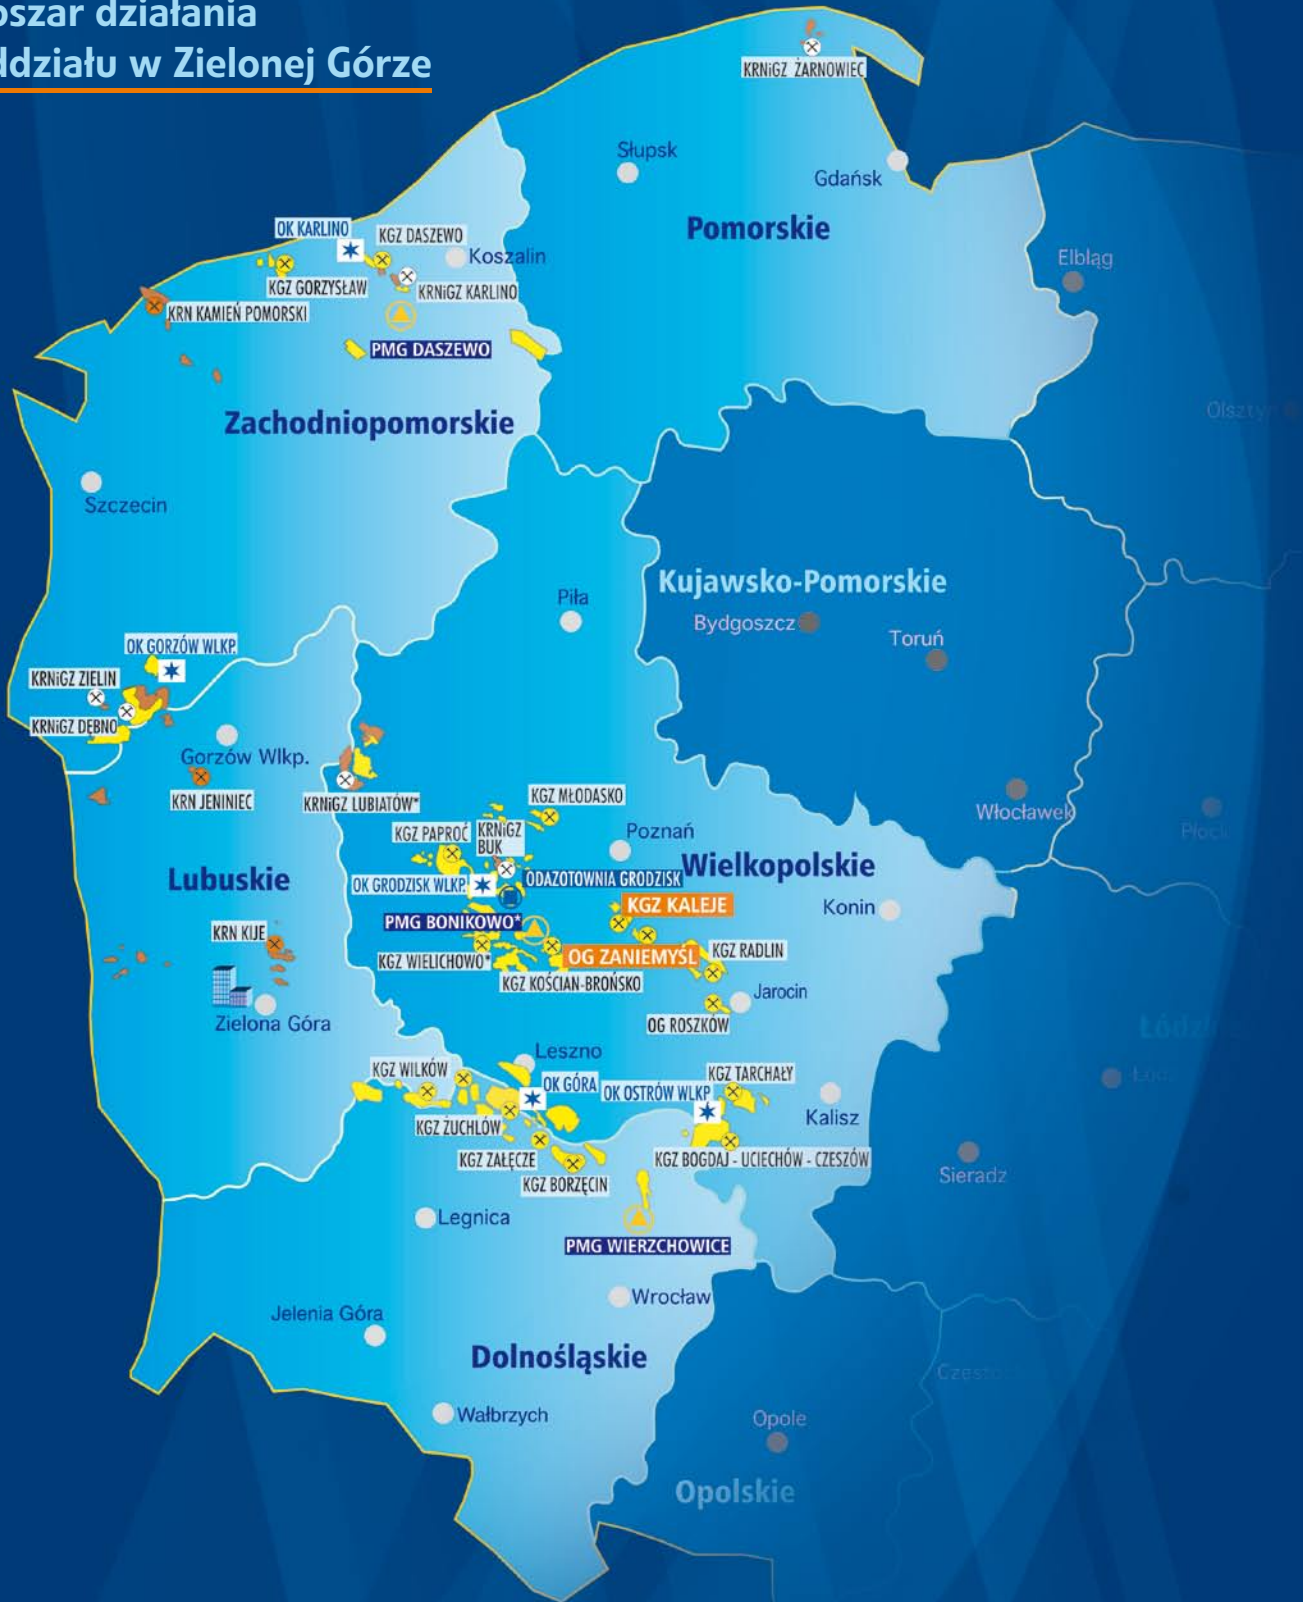 oszar działania
ddziału w Zielonej Górze
KRNiGZ ŻARNOWIEC
Słupsk
Gdańsk
Pomorskie
OK KARLINO
KGZ DASZEWO
Koszalin
Elbląg
KGZ GORZYSŁAW
KRNiGZ KARLINO
KRN KAMIEŃ POMORSKI
PMG DASZEWO
Olsztyn
Zachodniopomorskie
Szczecin
Kujawsko-Pomorskie
Piła
Bydgoszcz
Toruń
OK GORZÓW WLKP.
KRNiGZ ZIELIN
KRNiGZ DĘBNO
Gorzów Wlkp.
KRN JENINIEC
KRNiGZ LUBIATÓW*
KGZ MŁODASKO
Włocławek
Płock
KGZ PAPROĆ
KRNiGZ
BUK
Poznań
Wielkopolskie
Lubuskie
OK GRODZISK WLKP.
ODAZOTOWNIA GRODZISK
KGZ KALEJE
Konin
PMG BONIKOWO*
KRN KIJE
KGZ WIELICHOWO*
OG ZANIEMYŚL
KGZ RADLIN
KGZ KOŚCIAN-BROŃSKO
Jarocin
Zielona Góra
OG ROSZKÓW
Leszno
KGZ WILKÓW
OK GÓRA
OK OSTRÓW WLKP
KGZ TARCHAŁY
Kalisz
KGZ ŻUCHLÓW
KGZ ZAŁĘCZE
KGZ BOGDAJ - UCIECHÓW - CZESZÓW
KGZ BORZĘCIN
Sieradz
Legnica
PMG WIERZCHOWICE
Wrocław
Jelenia Góra
Dolnośląskie
Wałbrzych
Opole
Opolskie